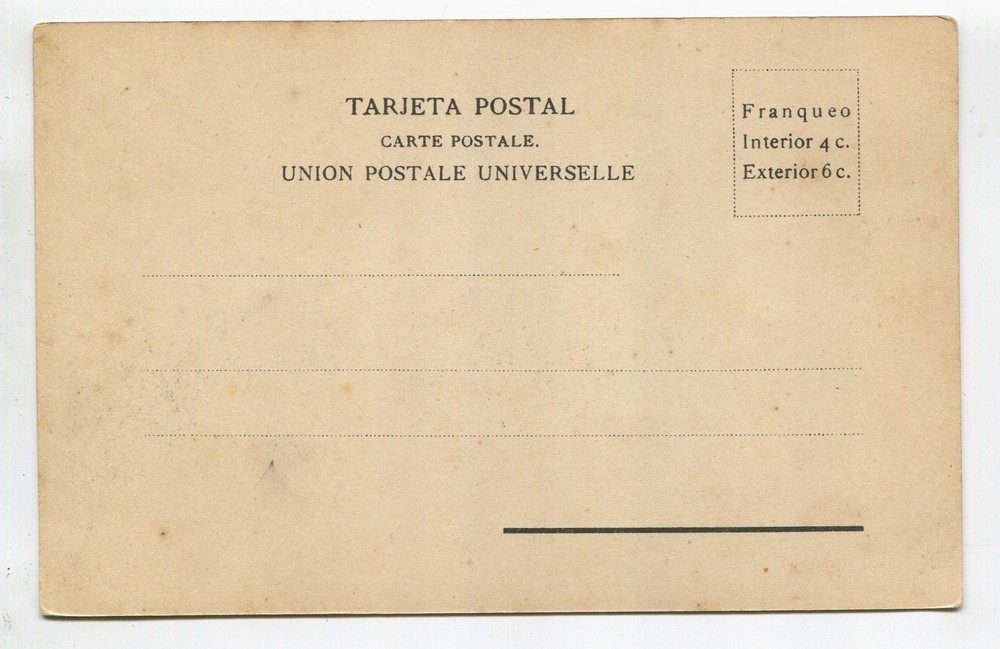 TARJETA POSTAL
CARTE POSTALE.
UNION POSTALE UNIVERSELLE
Franqueo
Interior 4 c.
Exterior 6 c.